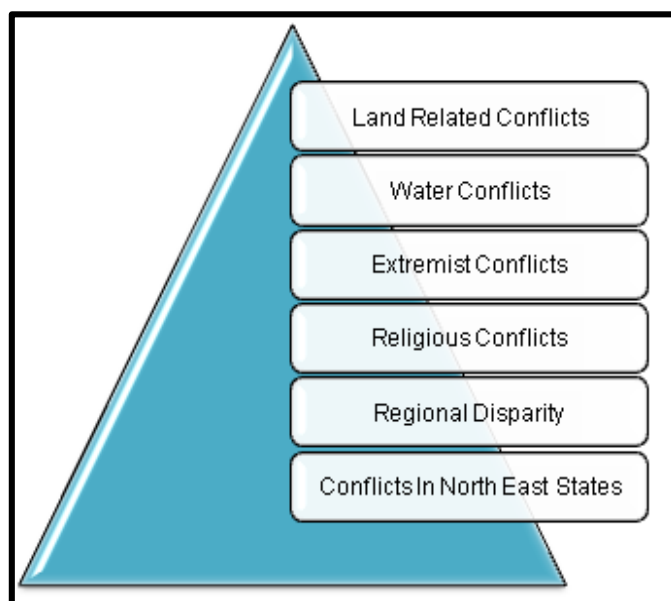 Land Related Conflicts
Water Conflicts
Extremist Conflicts
Religious Conflicts
Regional Disparity
Conflicts In North East States